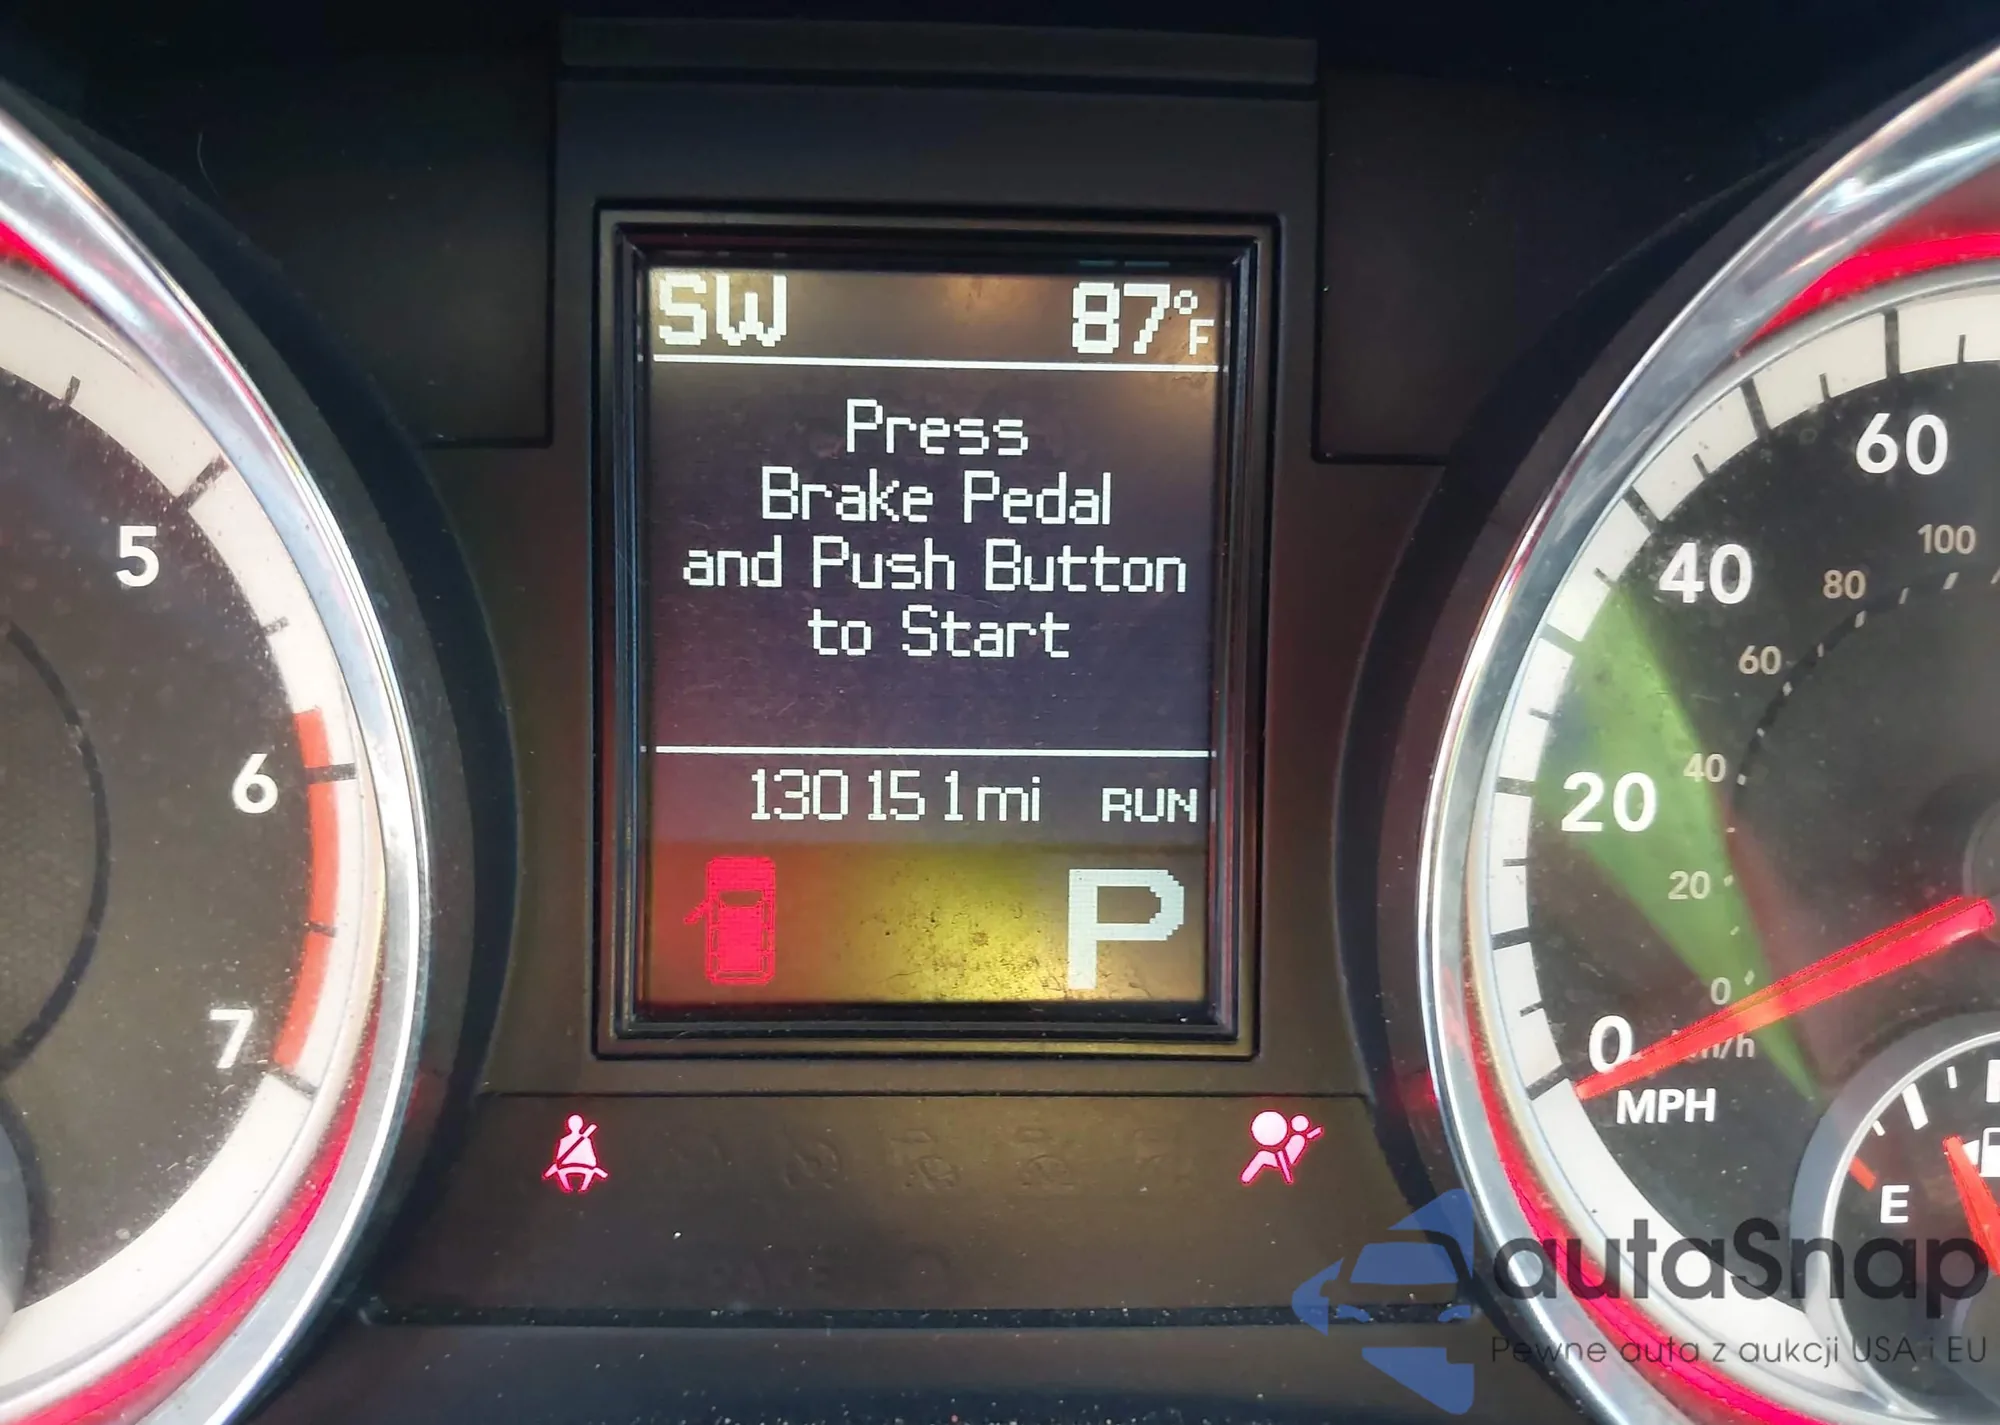 SW 87°F
Press
Brake Pedal
and Push Button
to Start
130151mi RUN
P
5
6
7
60
40
20
0
MPH
100
80
60
40
20
0
E
autaSnap
Pewne auta z aukcji USA i EU